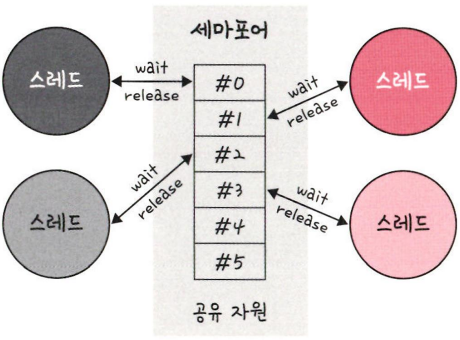 세마포어
스레드
wait
release
#0
wait
release
스레드
#1
스레드
wait
release
#2
#3
wait
release
스레드
#4
#5
공유 자원